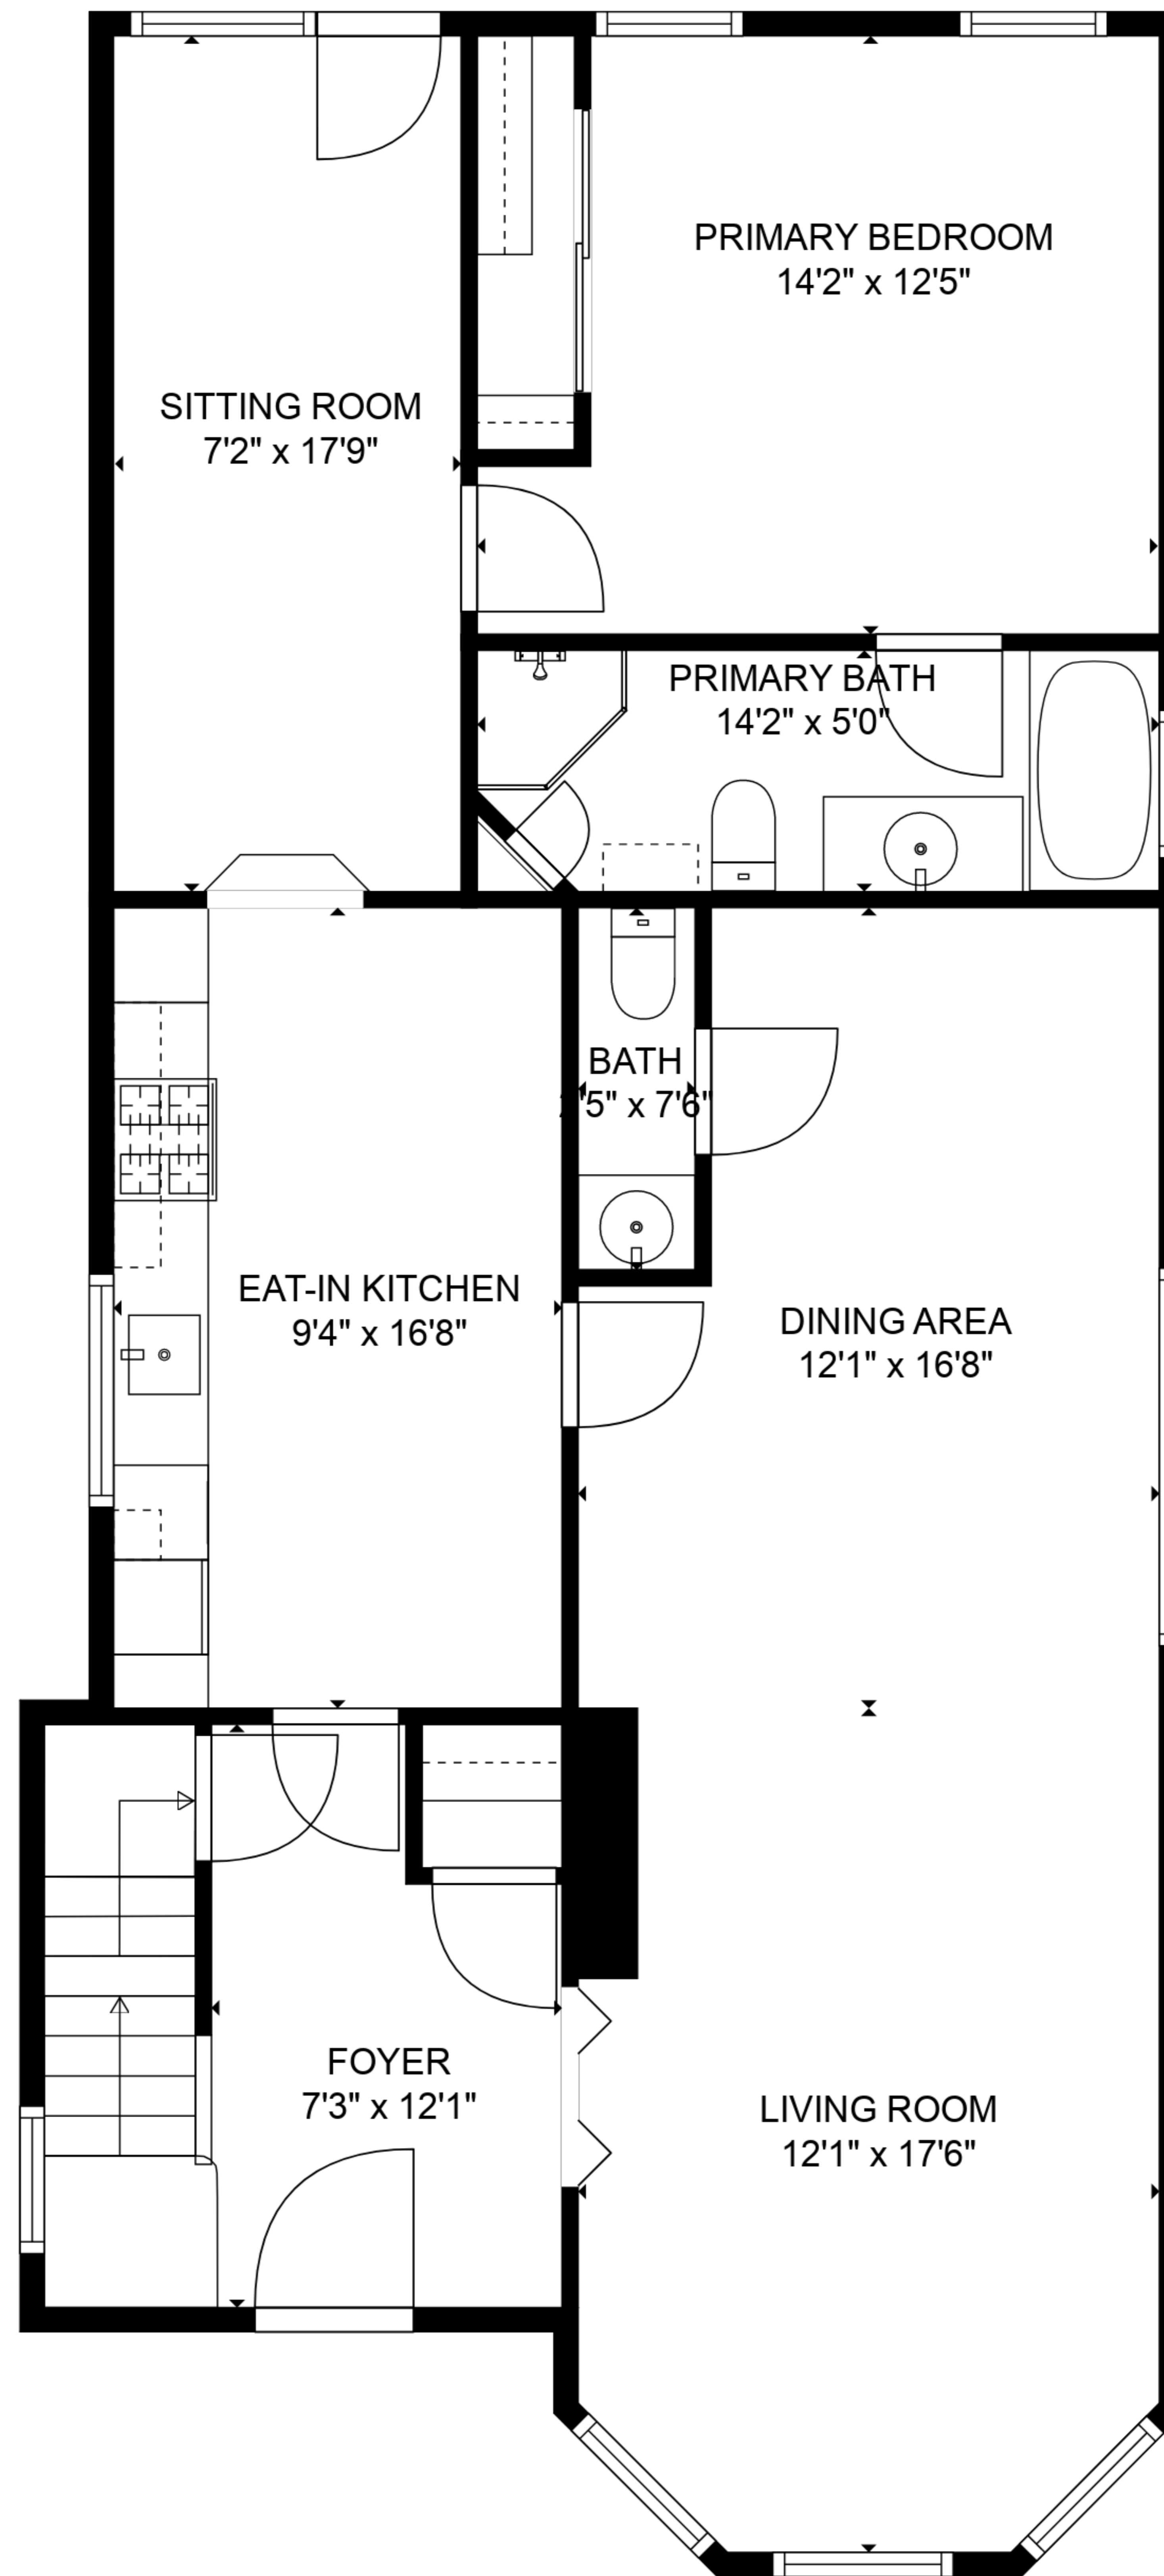 PRIMARY BEDROOM
14'2" x 12'5"
SITTING ROOM
7'2" x 17'9"
PRIMARY BATH
14'2" x 5'0"
BATH
x 7'6"
EAT-IN KITCHEN
9'4" x 16'8"
DINING AREA
12'1" x 16'8"
FOYER
7'3" x 12'1"
LIVING ROOM
12'1" x 17'6"